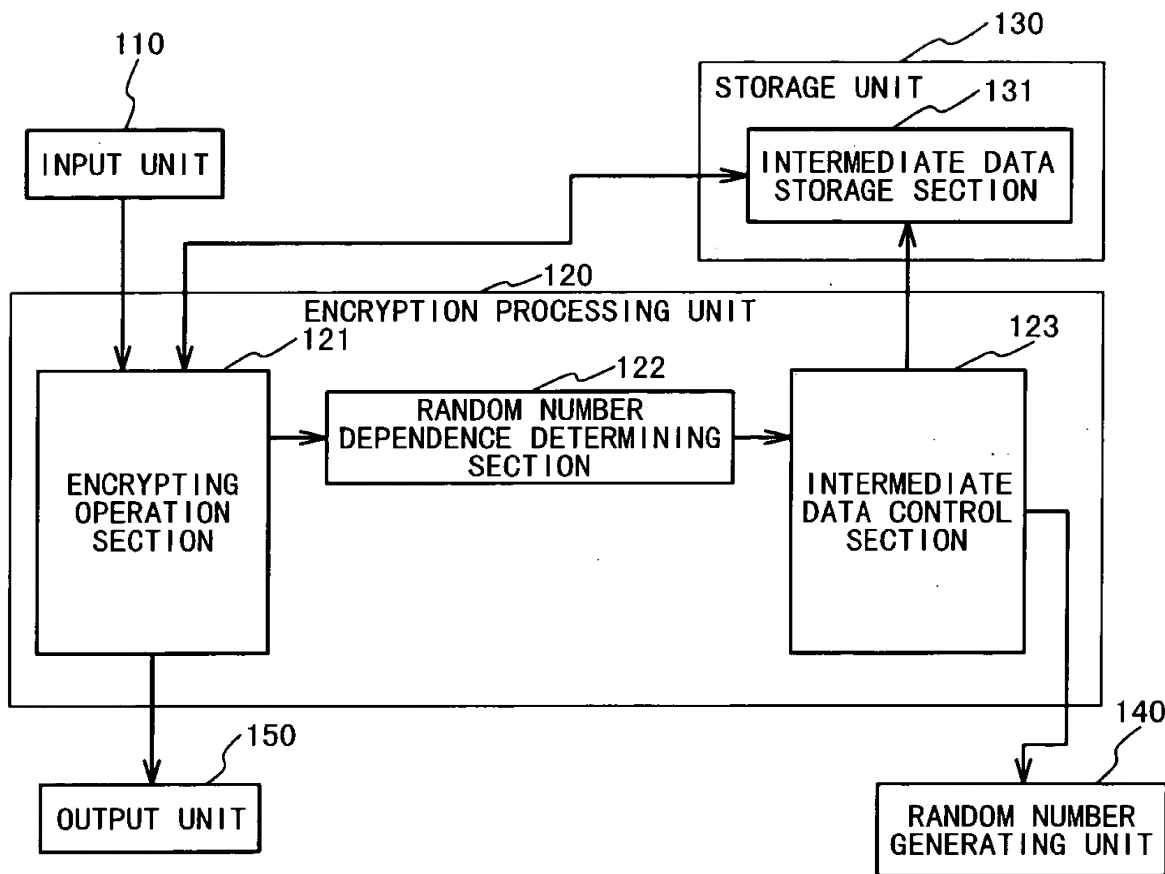 110
INPUT UNIT
130
STORAGE UNIT
131
INTERMEDIATE DATA
STORAGE SECTION
120
ENCRYPTION PROCESSING UNIT
121
ENCRYPTING
OPERATION
SECTION
122
RANDOM NUMBER
DEPENDENCE DETERMINING
SECTION
123
INTERMEDIATE
DATA CONTROL
SECTION
150
OUTPUT UNIT
140
RANDOM NUMBER
GENERATING UNIT